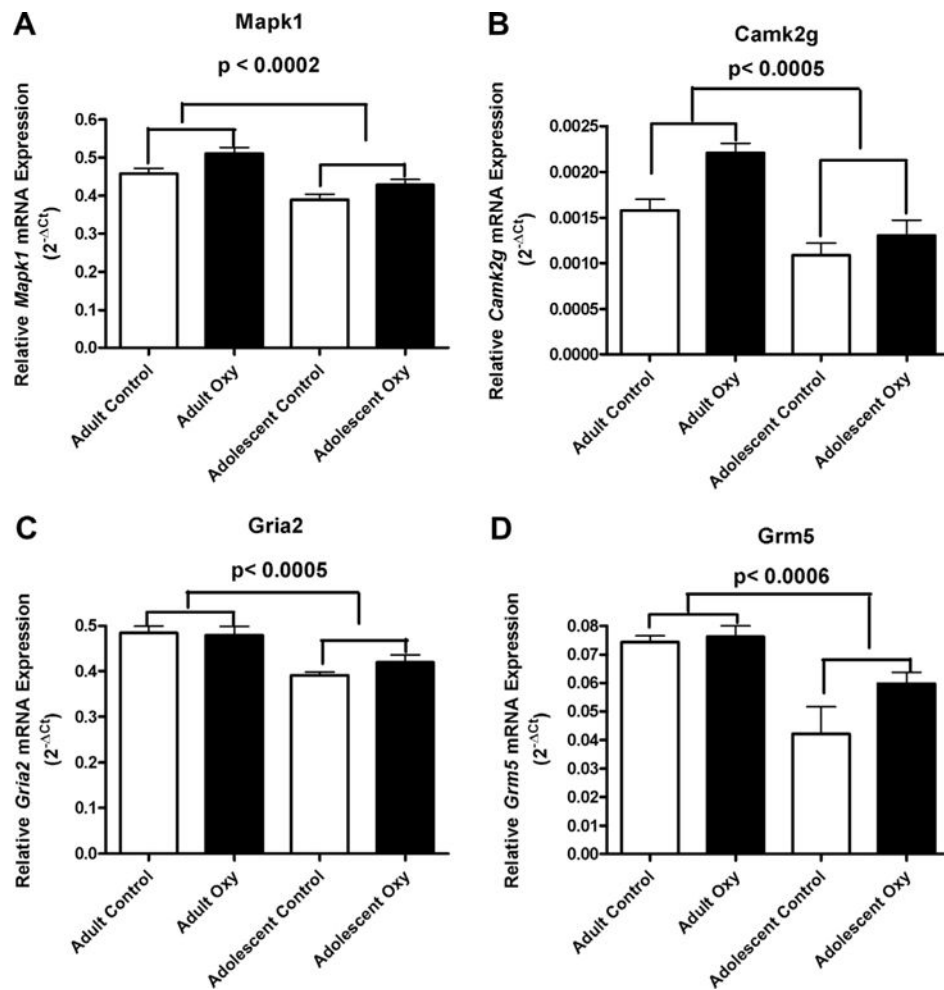 A
Mapk1
p < 0.0002
Relative Mapk1 mRNA Expression
(2-ΔCt)
0.6
0.5
0.4
0.3
0.2
0.1
0.0
Adult Control
Adult Oxy
Adolescent Control
Adolescent Oxy
B
Camk2g
p< 0.0005
Relative Camk2g mRNA Expression
(2-ΔCt)
0.0025
0.0020
0.0015
0.0010
0.0005
0.0000
Adult Control
Adult Oxy
Adolescent Control
Adolescent Oxy
C
Gria2
p< 0.0005
Relative Gria2 mRNA Expression
(2-ΔCt)
0.5
0.4
0.3
0.2
0.1
0.0
Adult Control
Adult Oxy
Adolescent Control
Adolescent Oxy
D
Grm5
p< 0.0006
Relative Grm5 mRNA Expression
(2-ΔCt)
0.08
0.07
0.06
0.05
0.04
0.03
0.02
0.01
0.00
Adult Control
Adult Oxy
Adolescent Control
Adolescent Oxy